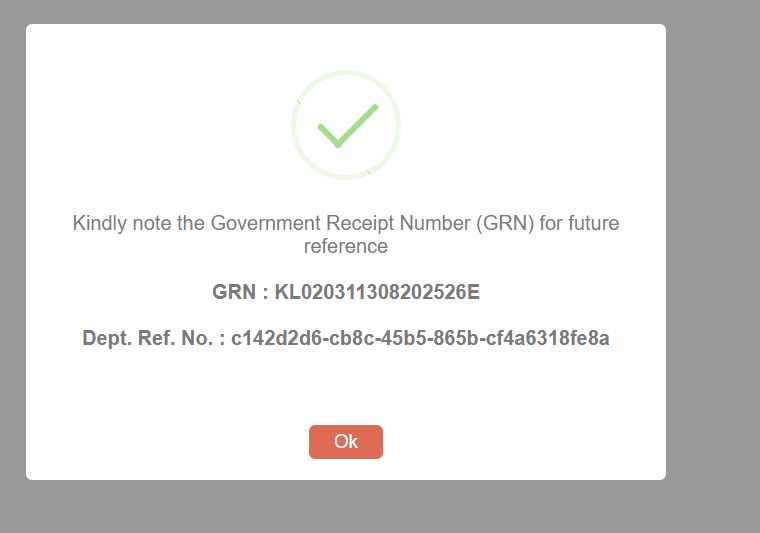 Kindly note the Government Receipt Number (GRN) for future
reference
GRN : KL020311308202526E
Dept. Ref. No. : c142d2d6-cb8c-45b5-865b-cf4a6318fe8a
Ok